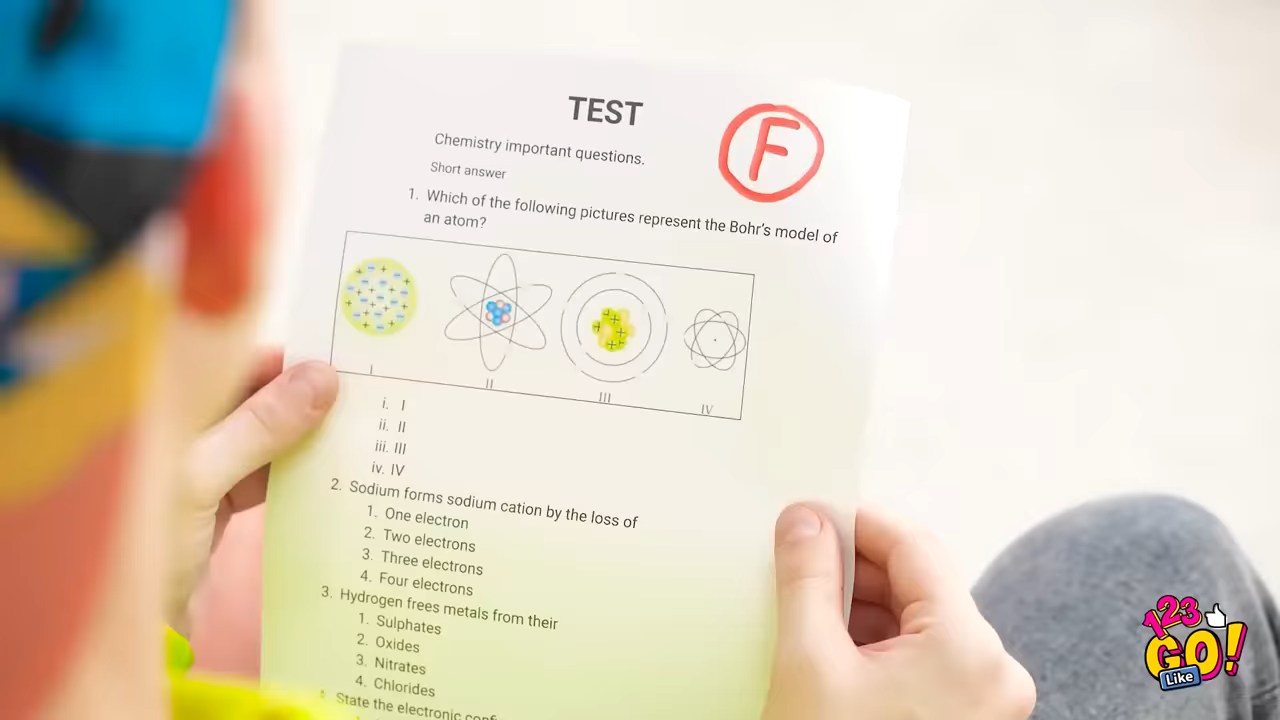 TEST
F
Chemistry important questions.
Short answer
1. Which of the following pictures represent the Bohr's model of
an atom?
I
II
III
IV
i. I
ii. II
iii. III
iv. IV
2. Sodium forms sodium cation by the loss of
1. One electron
2. Two electrons
3. Three electrons
4. Four electrons
3. Hydrogen frees metals from their
1. Sulphates
2. Oxides
3. Nitrates
4. Chlorides
State the electronic
123
GO!
Like